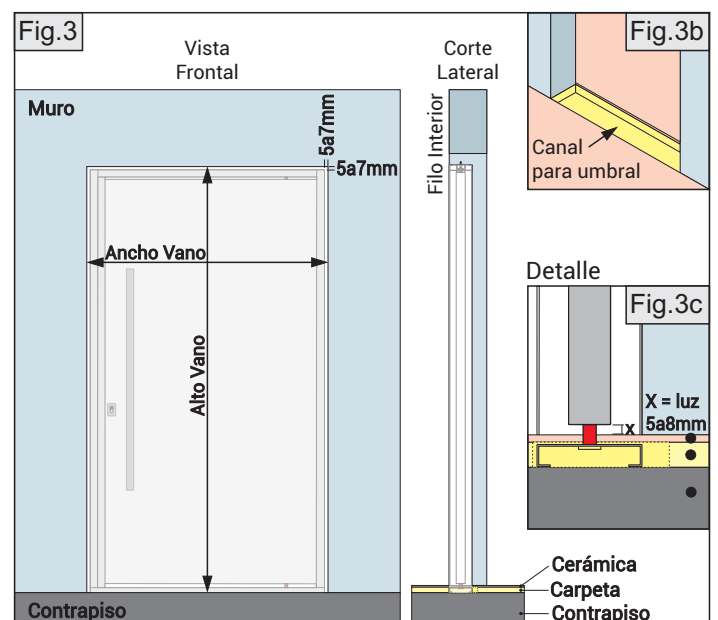 Fig.3
Vista
Frontal
Corte
Lateral
Muro
5a7mm
5a7mm
Filo Interior
Ancho Vano
Alto Vano
Contrapiso
Fig.3b
Canal
para umbral
Detalle
Fig.3c
X = luz
5a8mm
x
Cerámica
Carpeta
Contrapiso